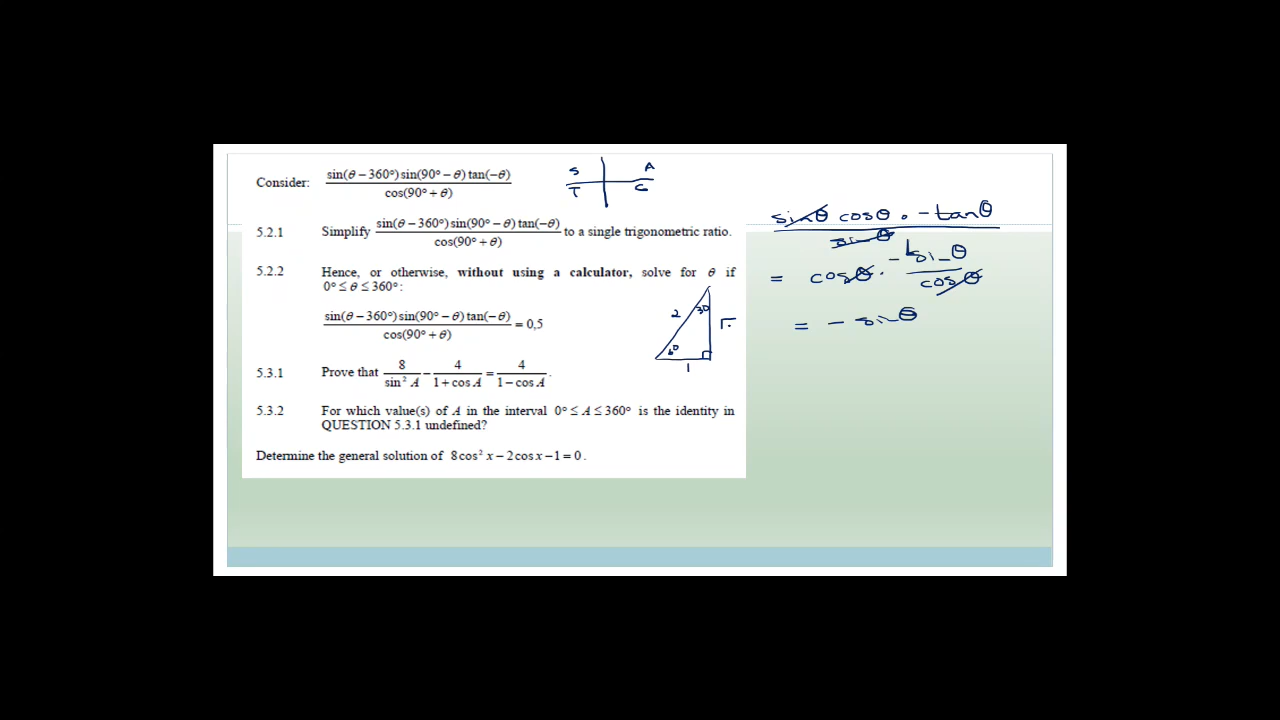 Consider: sin(θ − 360°) sin(90° − θ) tan(−θ) / cos(90° + θ)
S A
T C
5.2.1 Simplify sin(θ − 360°) sin(90° − θ) tan(−θ) / cos(90° + θ) to a single trigonometric ratio.
5.2.2 Hence, or otherwise, without using a calculator, solve for θ if
0° ≤ θ ≤ 360°:
sin(θ − 360°) sin(90° − θ) tan(−θ) / cos(90° + θ) = 0,5
2 30
60
1
5.3.1 Prove that 8 / sin² A − 4 / 1 + cos A = 4 / 1 − cos A .
5.3.2 For which value(s) of A in the interval 0° ≤ A ≤ 360° is the identity in
QUESTION 5.3.1 undefined?
Determine the general solution of 8cos² x − 2cos x − 1 = 0 .
sinθ cosθ . − tanθ / sinθ
= cosθ . − sinθ / cosθ
= − sinθ